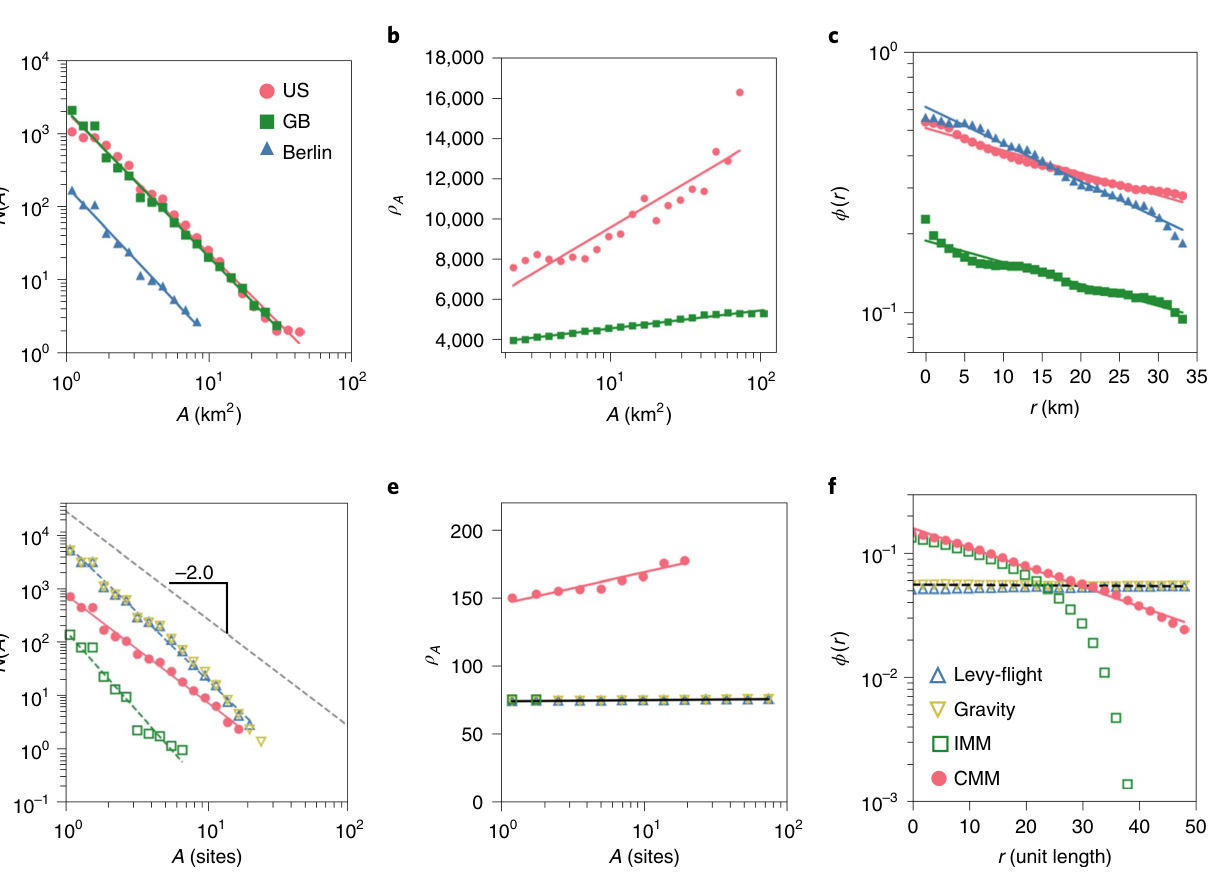 b
c
10⁴
10³
10²
10¹
10⁰
N(A)
US
GB
Berlin
10⁰
10¹
10²
A (km²)
18,000
16,000
14,000
12,000
10,000
8,000
6,000
4,000
ρA
10¹
10²
A (km²)
10⁰
10⁻¹
ϕ(r)
0 5 10 15 20 25 30 35
r (km)
e
f
10⁴
10³
10²
10¹
10⁰
10⁻¹
N(A)
−2.0
10⁰
10¹
10²
A (sites)
200
150
100
50
0
ρA
10⁰
10¹
10²
A (sites)
10⁻¹
10⁻²
10⁻³
ϕ(r)
Levy-flight
Gravity
IMM
CMM
0 10 20 30 40 50
r (unit length)